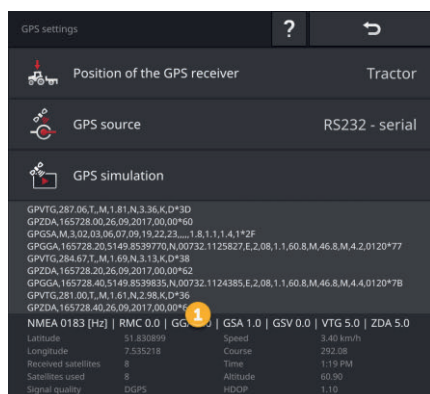 GPS settings
?
Position of the GPS receiver Tractor
GPS source RS232 - serial
GPS simulation
GPVTG,287.06,T,,M,1.81,N,3.36,K,D*3D
GPZDA,165728.00,26,09,2017,00,00*60
GPGSA,M,3,02,03,06,07,09,19,22,23,,,,,1.8,1.1,1.4,1*2F
GPGGA,165728.20,5149.8539770,N,00732.1125827,E,2,08,1.1,60.8,M,46.8,M,4.2,0120*77
GPVTG,284.67,T,,M,1.69,N,3.13,K,D*38
GPZDA,165728.20,26,09,2017,00,00*62
GPGGA,165728.40,5149.8539835,N,00732.1124385,E,2,08,1.1,60.8,M,46.8,M,4.4,0120*7B
GPVTG,281.00,T,,M,1.61,N,2.98,K,D*36
GPZDA,165728.40,26,09,2017,00,00
1
NMEA 0183 [Hz] | RMC 0.0 | | GSA 1.0 | GSV 0.0 | VTG 5.0 | ZDA 5.0
Latitude 51.830899 Speed 3.40 km/h
Longitude 7.535218 Course 292.08
Received satellites 8 Time 1:19 PM
Satellites used 8 Altitude 60.90
Signal quality DGPS HDOP 1.10